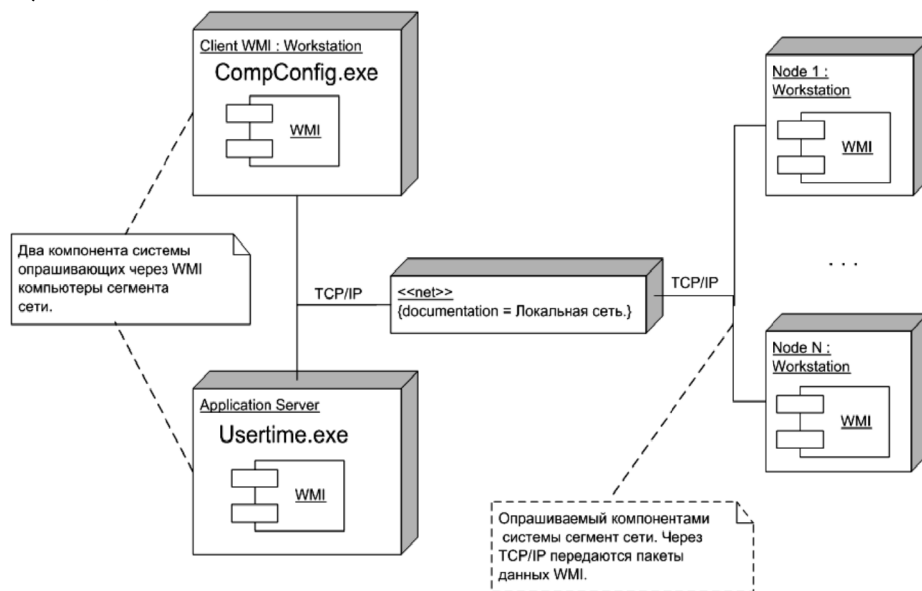 Client WMI : Workstation
CompConfig.exe
WMI
Node 1 :
Workstation
WMI
Два компонента системы
опрашивающих через WMI
компьютеры сегмента
сети.
TCP/IP
<<net>>
{documentation = Локальная сеть.}
TCP/IP
. . .
Application Server
Usertime.exe
WMI
Node N :
Workstation
WMI
Опрашиваемый компонентами
системы сегмент сети. Через
TCP/IP передаются пакеты
данных WMI.